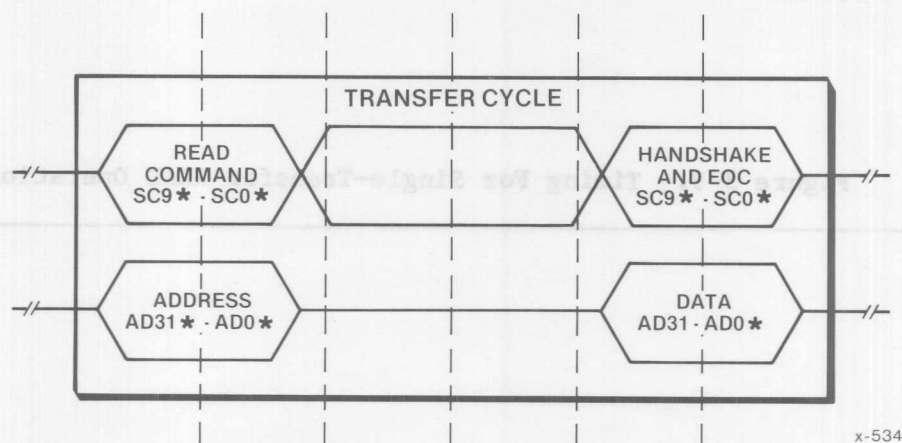 TRANSFER CYCLE
READ
COMMAND
SC9★ - SC0★
HANDSHAKE
AND EOC
SC9★ - SC0★
ADDRESS
AD31★ - AD0★
DATA
AD31 - AD0★
x-534